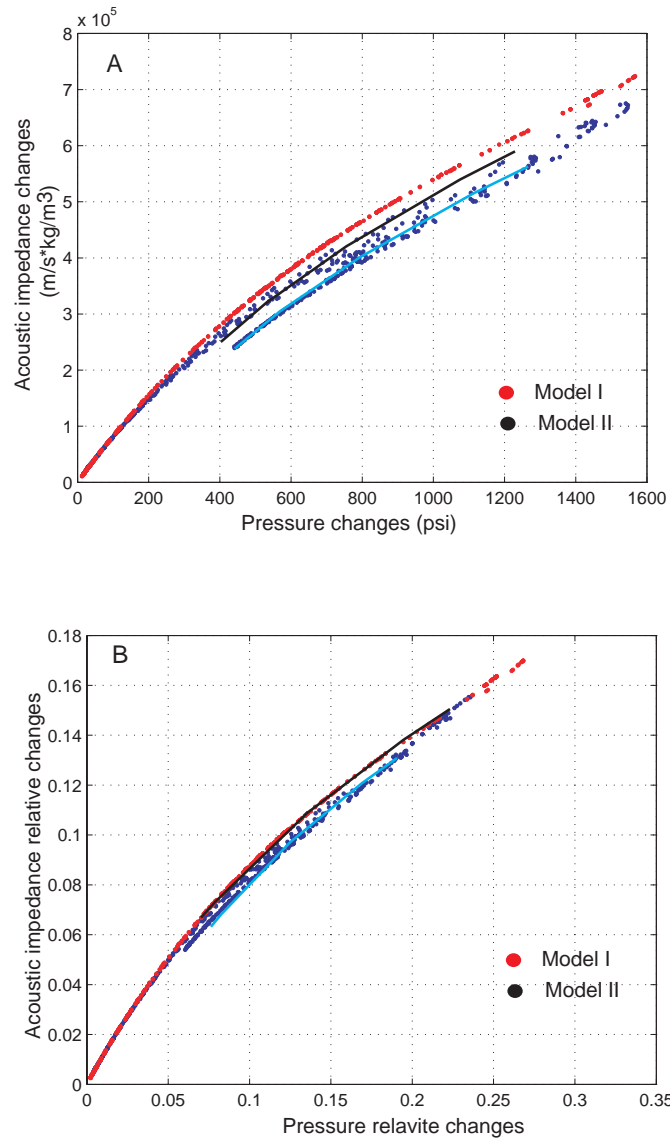 × 10^5
8
7
6
5
4
3
2
1
0
A
Acoustic impedance changes
(m/s*kg/m3)
Model I
Model II
0 200 400 600 800 1000 1200 1400 1600
Pressure changes (psi)
0.18
0.16
0.14
0.12
0.1
0.08
0.06
0.04
0.02
0
B
Acoustic impedance relative changes
Model I
Model II
0 0.05 0.1 0.15 0.2 0.25 0.3 0.35
Pressure relavite changes